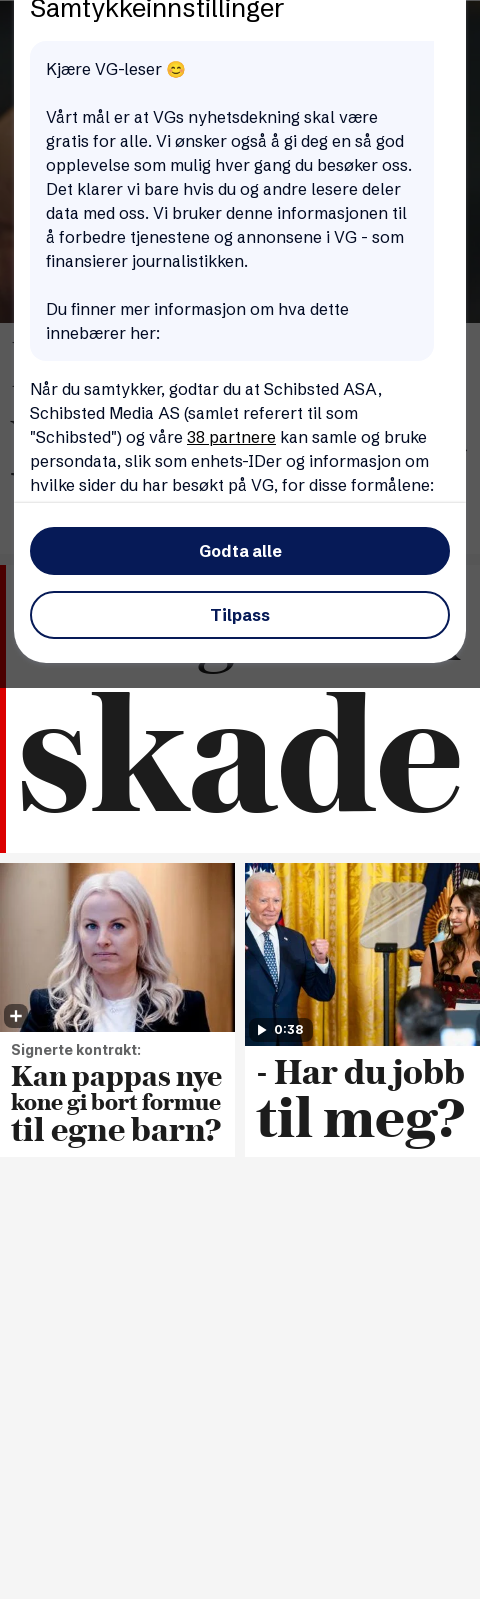 Samtykkeinnstillinger
Kjære VG-leser 😊
Vårt mål er at VGs nyhetsdekning skal være
gratis for alle. Vi ønsker også å gi deg en så god
opplevelse som mulig hver gang du besøker oss.
Det klarer vi bare hvis du og andre lesere deler
data med oss. Vi bruker denne informasjonen til
å forbedre tjenestene og annonsene i VG - som
finansierer journalistikken.
Du finner mer informasjon om hva dette
innebærer her:
Når du samtykker, godtar du at Schibsted ASA,
Schibsted Media AS (samlet referert til som
"Schibsted") og våre 38 partnere kan samle og bruke
persondata, slik som enhets-IDer og informasjon om
hvilke sider du har besøkt på VG, for disse formålene:
Godta alle
Tilpass
skade
0:38
Signerte kontrakt:
Kan pappas nye
kone gi bort formue
til egne barn?
- Har du jobb
til meg?